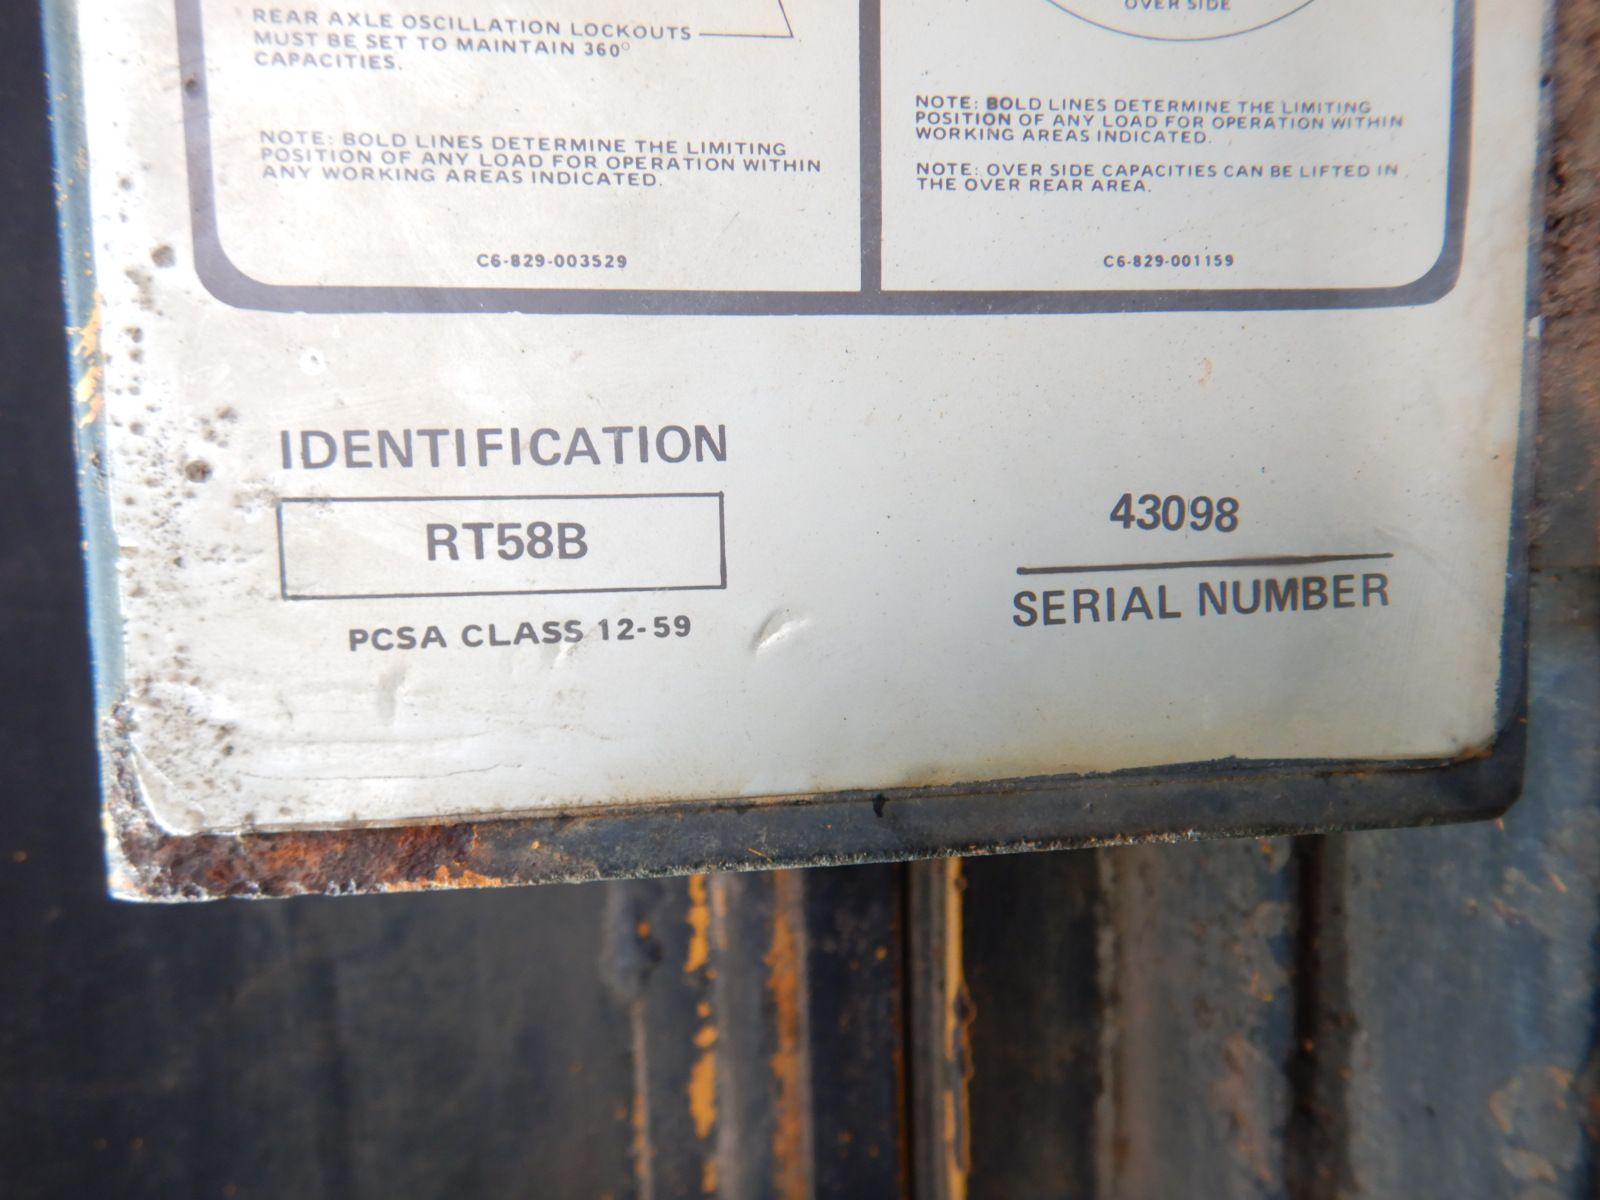 REAR AXLE OSCILLATION LOCKOUTS
MUST BE SET TO MAINTAIN 360°
CAPACITIES.
NOTE: BOLD LINES DETERMINE THE LIMITING
POSITION OF ANY LOAD FOR OPERATION WITHIN
ANY WORKING AREAS INDICATED.
C6-829-003529
OVER SIDE
NOTE: BOLD LINES DETERMINE THE LIMITING
POSITION OF ANY LOAD FOR OPERATION WITHIN
WORKING AREAS INDICATED.
NOTE: OVER SIDE CAPACITIES CAN BE LIFTED IN
THE OVER REAR AREA.
C6-829-001159
IDENTIFICATION
RT58B
PCSA CLASS 12-59
43098
SERIAL NUMBER